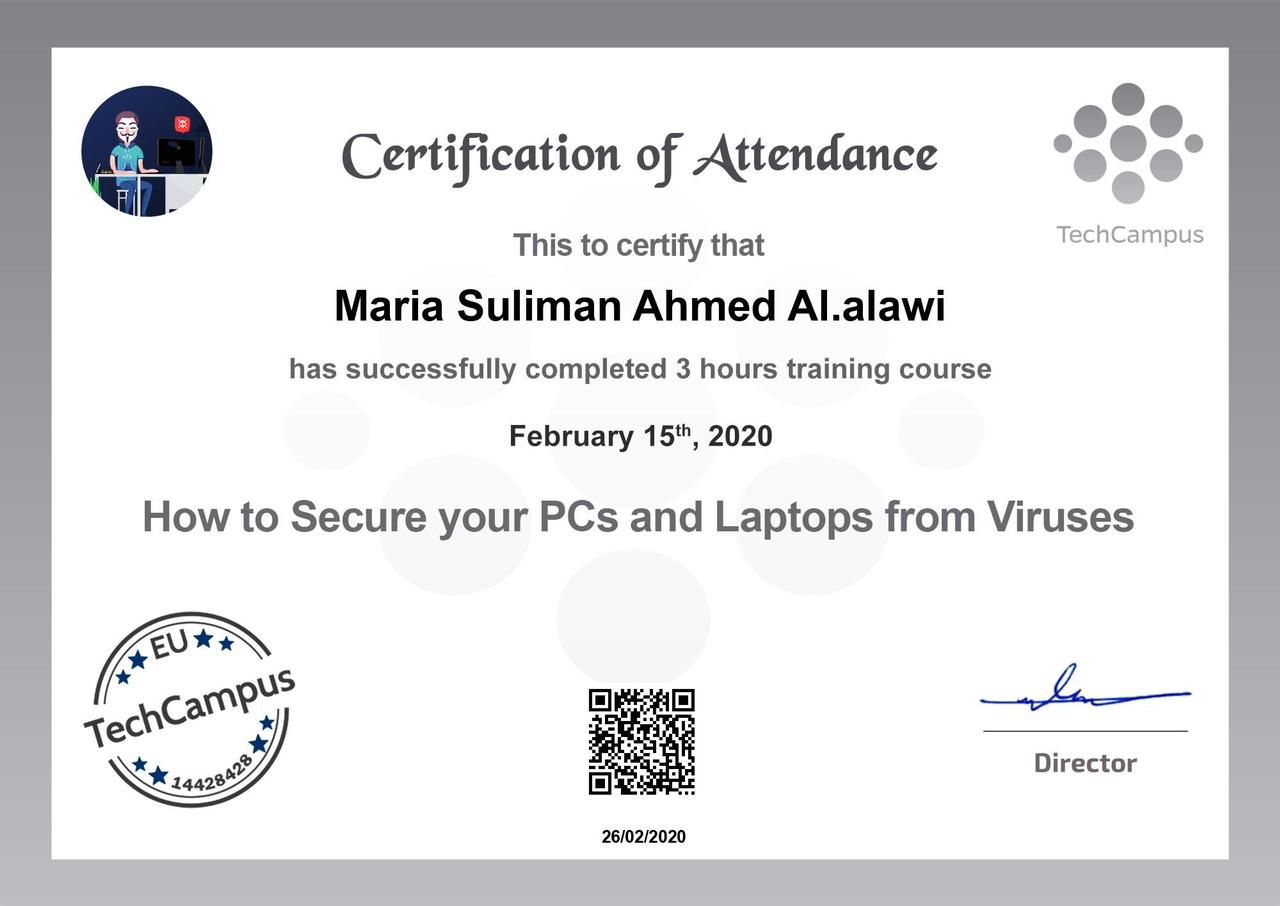 Certification of Attendance
TechCampus
This to certify that
Maria Suliman Ahmed Al.alawi
has successfully completed 3 hours training course
February 15th, 2020
How to Secure your PCs and Laptops from Viruses
EU
TechCampus
14428428
Director
26/02/2020